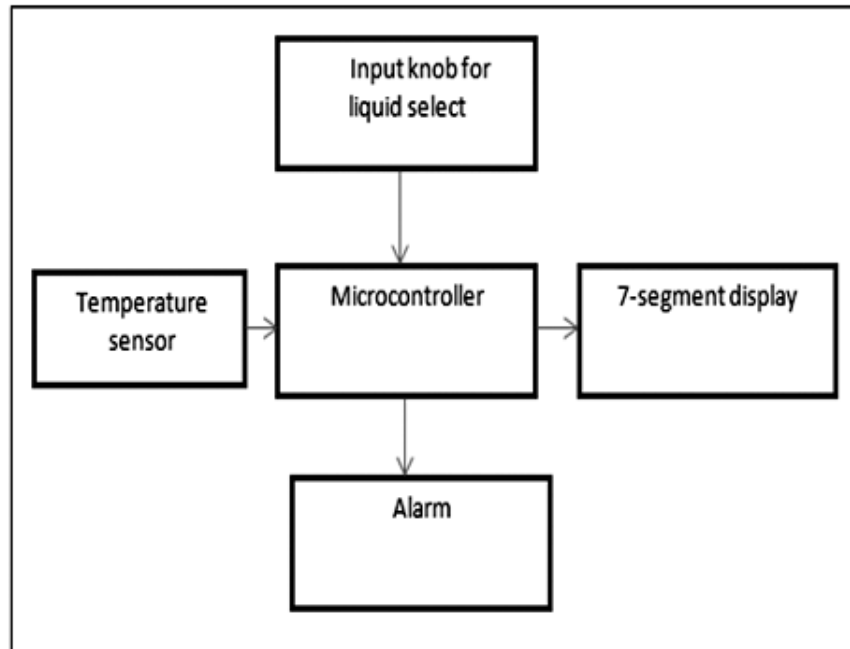 Input knob for
liquid select
Temperature
sensor
Microcontroller
7-segment display
Alarm